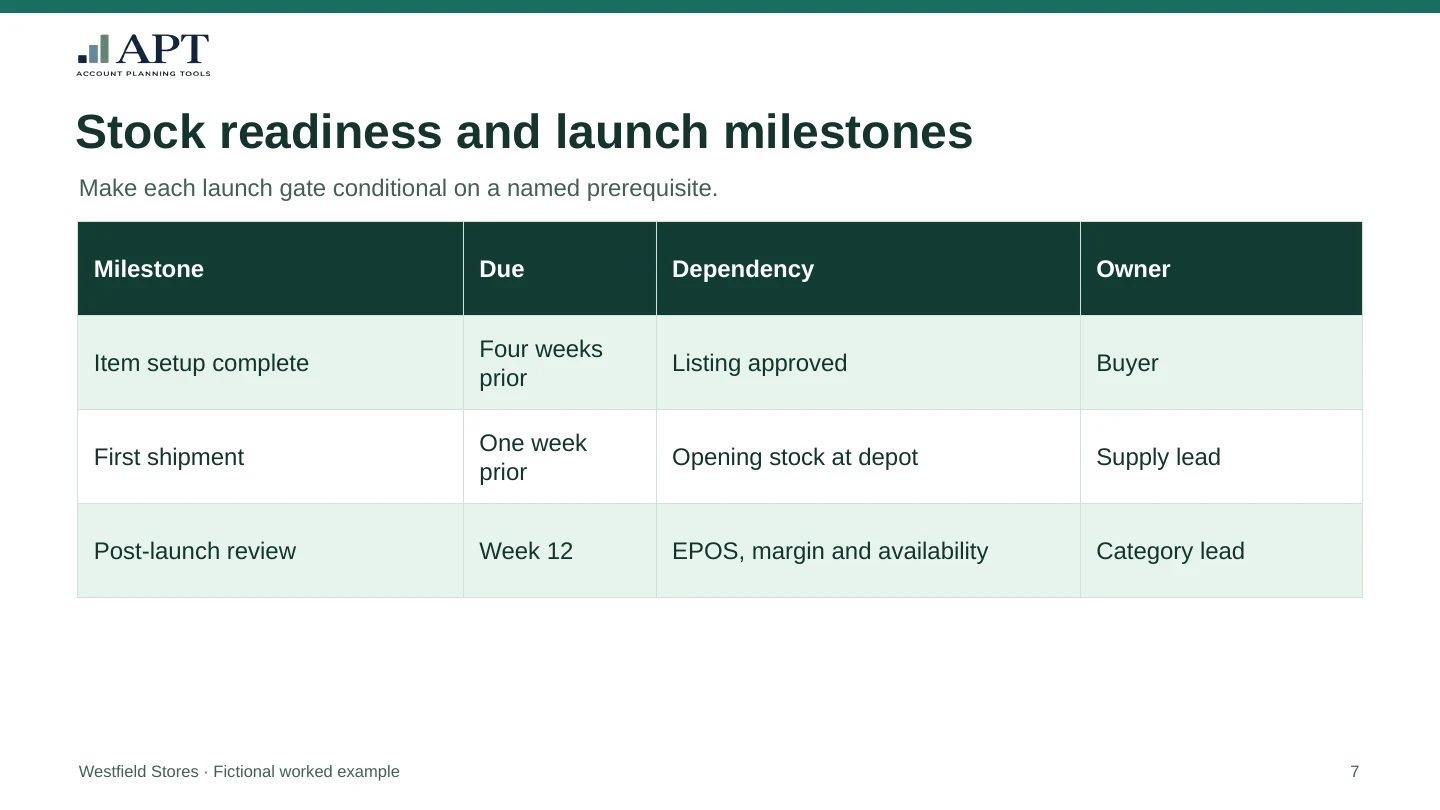 APT
ACCOUNT PLANNING TOOLS
Stock readiness and launch milestones
Make each launch gate conditional on a named prerequisite.
Milestone Due Dependency Owner
Item setup complete Four weeks prior Listing approved Buyer
First shipment One week prior Opening stock at depot Supply lead
Post-launch review Week 12 EPOS, margin and availability Category lead
Westfield Stores · Fictional worked example 7